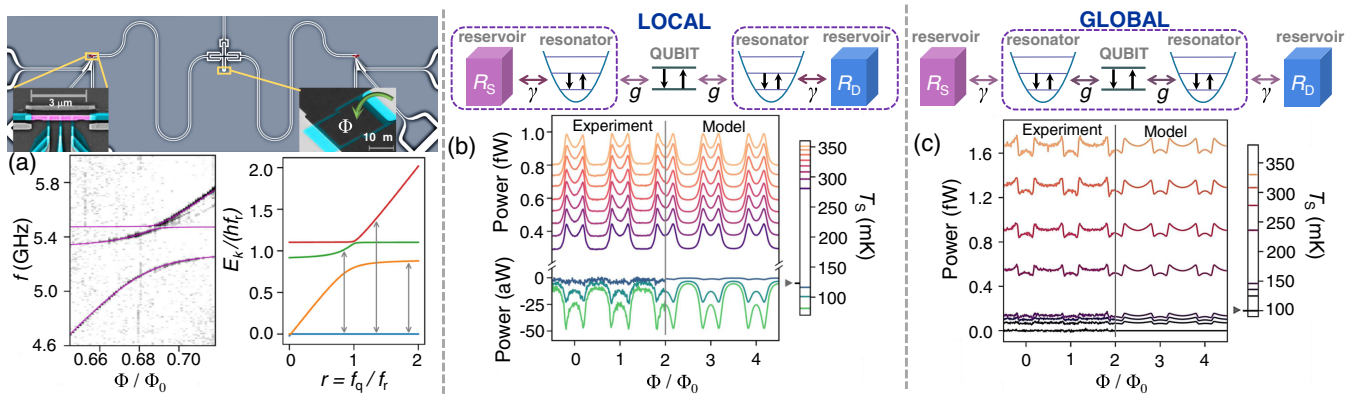 3 μm
Φ
10 m
(a)
5.8
5.4
5.0
4.6
f (GHz)
0.66
0.68
0.70
Φ / Φ0
2.0
1.5
1.0
0.5
0.0
Ek/(hfr)
0
1
2
r = fq / fr
LOCAL
reservoir
resonator
QUBIT
resonator
reservoir
RS
γ
g
g
γ
RD
(b)
Experiment
Model
1.0
0.8
0.6
0.4
Power (fW)
0
-25
-50
Power (aW)
0
1
2
3
4
Φ / Φ0
350
300
250
200
150
100
TS (mK)
GLOBAL
reservoir
resonator
QUBIT
resonator
reservoir
RS
γ
g
g
γ
RD
(c)
Experiment
Model
1.6
1.2
0.8
0.4
0.0
Power (fW)
0
1
2
3
4
Φ / Φ0
350
300
250
200
150
100
TS (mK)